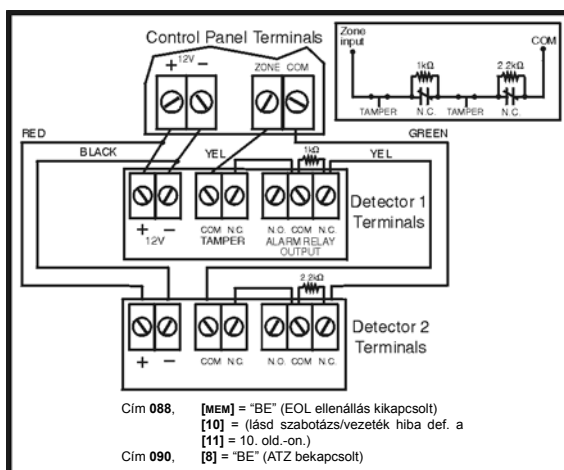 Control Panel Terminals
+ 12V −
ZONE COM
Zone input
COM
1kΩ
2.2kΩ
TAMPER N.C. TAMPER N.C.
RED
GREEN
BLACK
YEL
1kΩ
YEL
Detector 1 Terminals
+ −
12V
COM N.C.
TAMPER
N.O. COM N.C.
ALARM RELAY OUTPUT
2.2kΩ
Detector 2 Terminals
+ −
COM N.C.
N.O. COM N.C.
Cím 088, [MEM] = "BE" (EOL ellenállás kikapcsolt)
[10] = (lásd szabotázs/vezeték hiba def. a
[11] = 10. old.-on.)
Cím 090, [8] = "BE" (ATZ bekapcsolt)